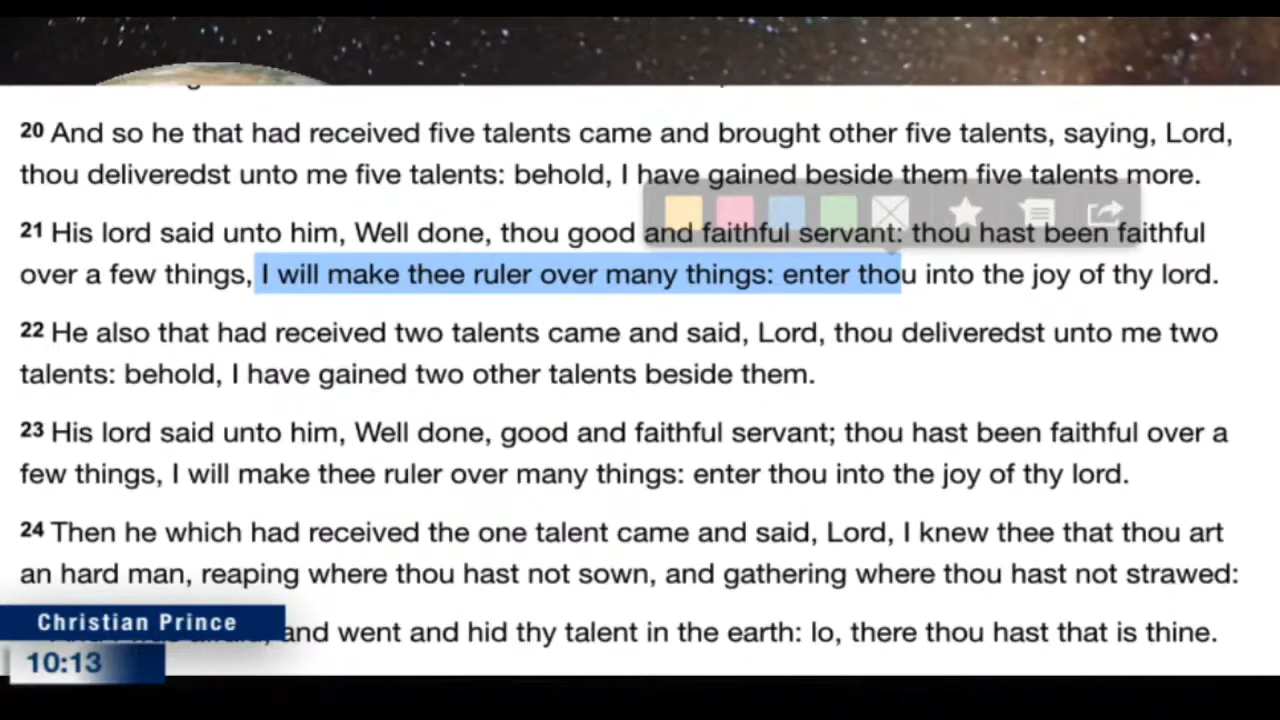 20 And so he that had received five talents came and brought other five talents, saying, Lord,
thou deliveredst unto me five talents: behold, I have gained beside them five talents more.
21 His lord said unto him, Well done, thou good and faithful servant: thou hast been faithful
over a few things, I will make thee ruler over many things: enter thou into the joy of thy lord.
22 He also that had received two talents came and said, Lord, thou deliveredst unto me two
talents: behold, I have gained two other talents beside them.
23 His lord said unto him, Well done, good and faithful servant; thou hast been faithful over a
few things, I will make thee ruler over many things: enter thou into the joy of thy lord.
24 Then he which had received the one talent came and said, Lord, I knew thee that thou art
an hard man, reaping where thou hast not sown, and gathering where thou hast not strawed:
Christian Prince
and went and hid thy talent in the earth: lo, there thou hast that is thine.
10:13